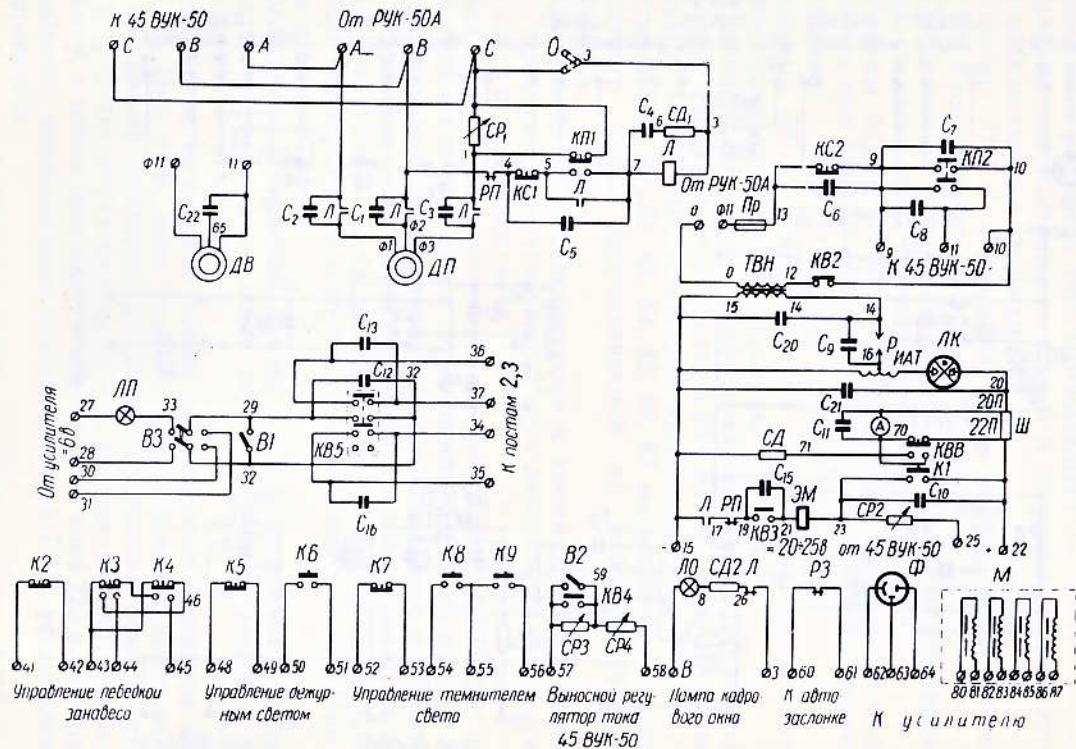 К 45 ВУК-50
От РУК-50А
С В А А В С О
3
СР₁
1
КП1
С₄ 6 СД₁ 3
Л
4 5 7
РП КС1
Л
С₅
КС2 9 С₇ КП2 10
С₆
С₈
От РУК-50А
0 Ф11 Пр 13
9 11 10
К 45 ВУК-50
Ф11 11
С₂₂
65
ДВ
С₂ Л С₁ Л С₃ Л
Ф1 Ф2 Ф3
ДП
0 ТВН 12 КВ2
15 14 14
С₂₀ С₉ 16 Р ИАТ ЛК
20
С₂₁ 20П
С₁₁ А 70 22П Ш
СД 71 КВВ
К1
С₁₅ С₁₀
Л РП ЭМ СР2
17 19 КВ3 21 23
- 15 =20÷25В от 45 ВУК-50 25 + 22
С₁₃
36
С₁₂ 32
37
34
КВ5
35
С₁₆
К постам 2,3
От усилителя =6в
27 ЛП 33 29
28 В3 В1
30
31 32
К2 К3 К4 К5 К6 К7 К8 К9 В2 59 КВ4
46
СР3 СР4
ЛО СД2 Л
8 26
РЗ Ф М
41 42 43 44 45 48 49 50 51 52 53 54 55 56 57 58 В 3 60 61 62 63 64 80 81 82 83 84 85 86 87
Управление лебедкой занавеса
Управление дежурным светом
Управление темнителем света
Выносной регулятор тока 45 ВУК-50
Лампа кадрового окна
К автозаслонке
К усилителю